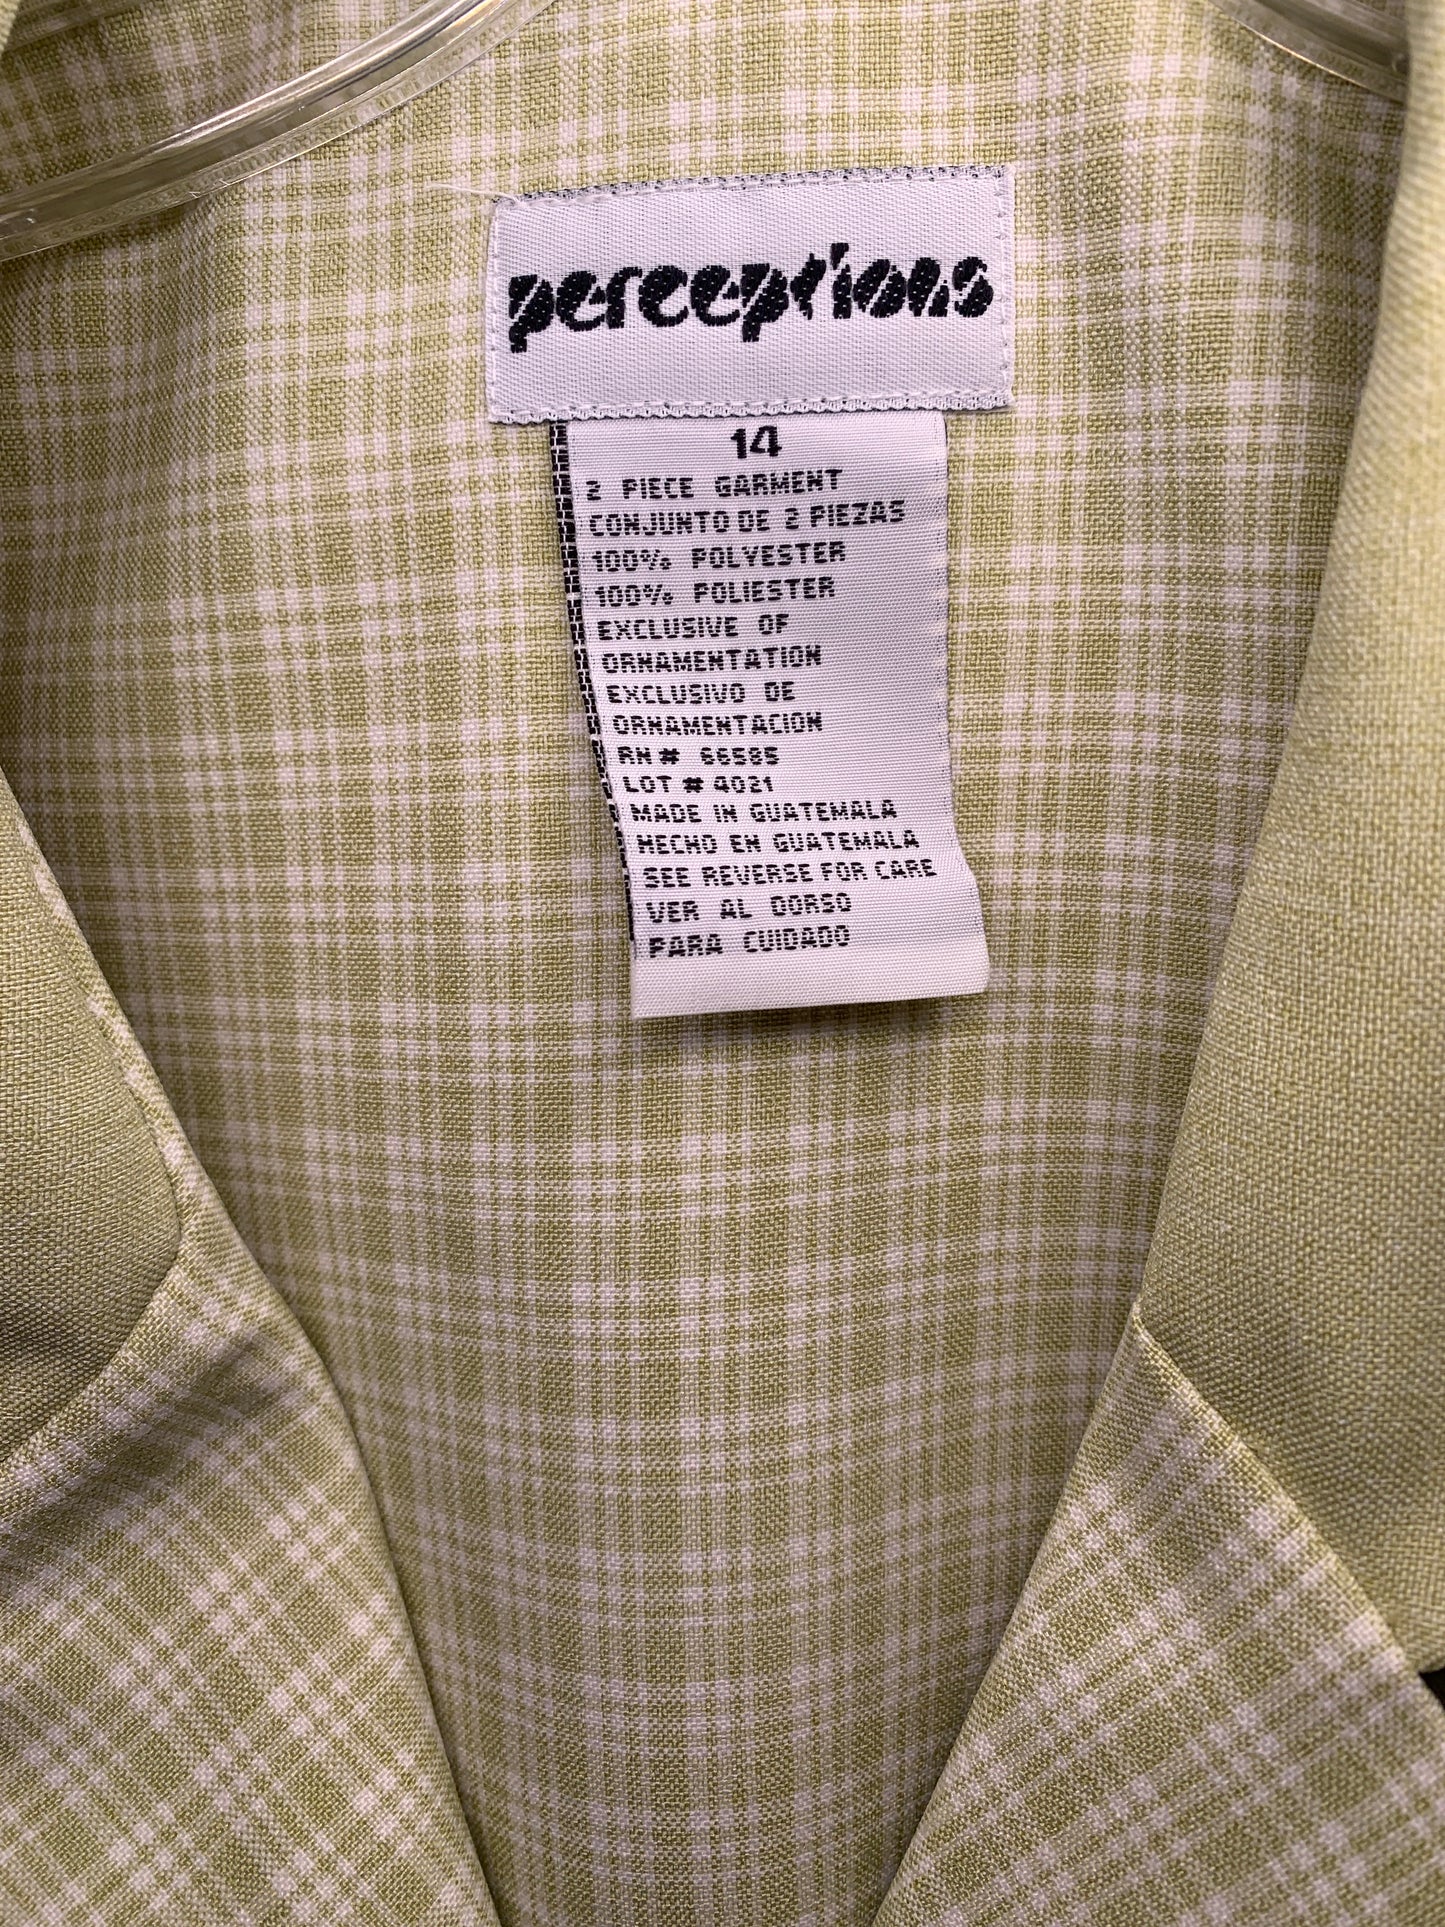 perceptions
14
2 PIECE GARMENT
CONJUNTO DE 2 PIEZAS
100% POLYESTER
100% POLIESTER
EXCLUSIVE OF
ORNAMENTATION
EXCLUSIVO DE
ORNAMENTACION
RN # 66585
LOT # 4021
MADE IN GUATEMALA
HECHO EN GUATEMALA
SEE REVERSE FOR CARE
VER AL DORSO
PARA CUIDADO